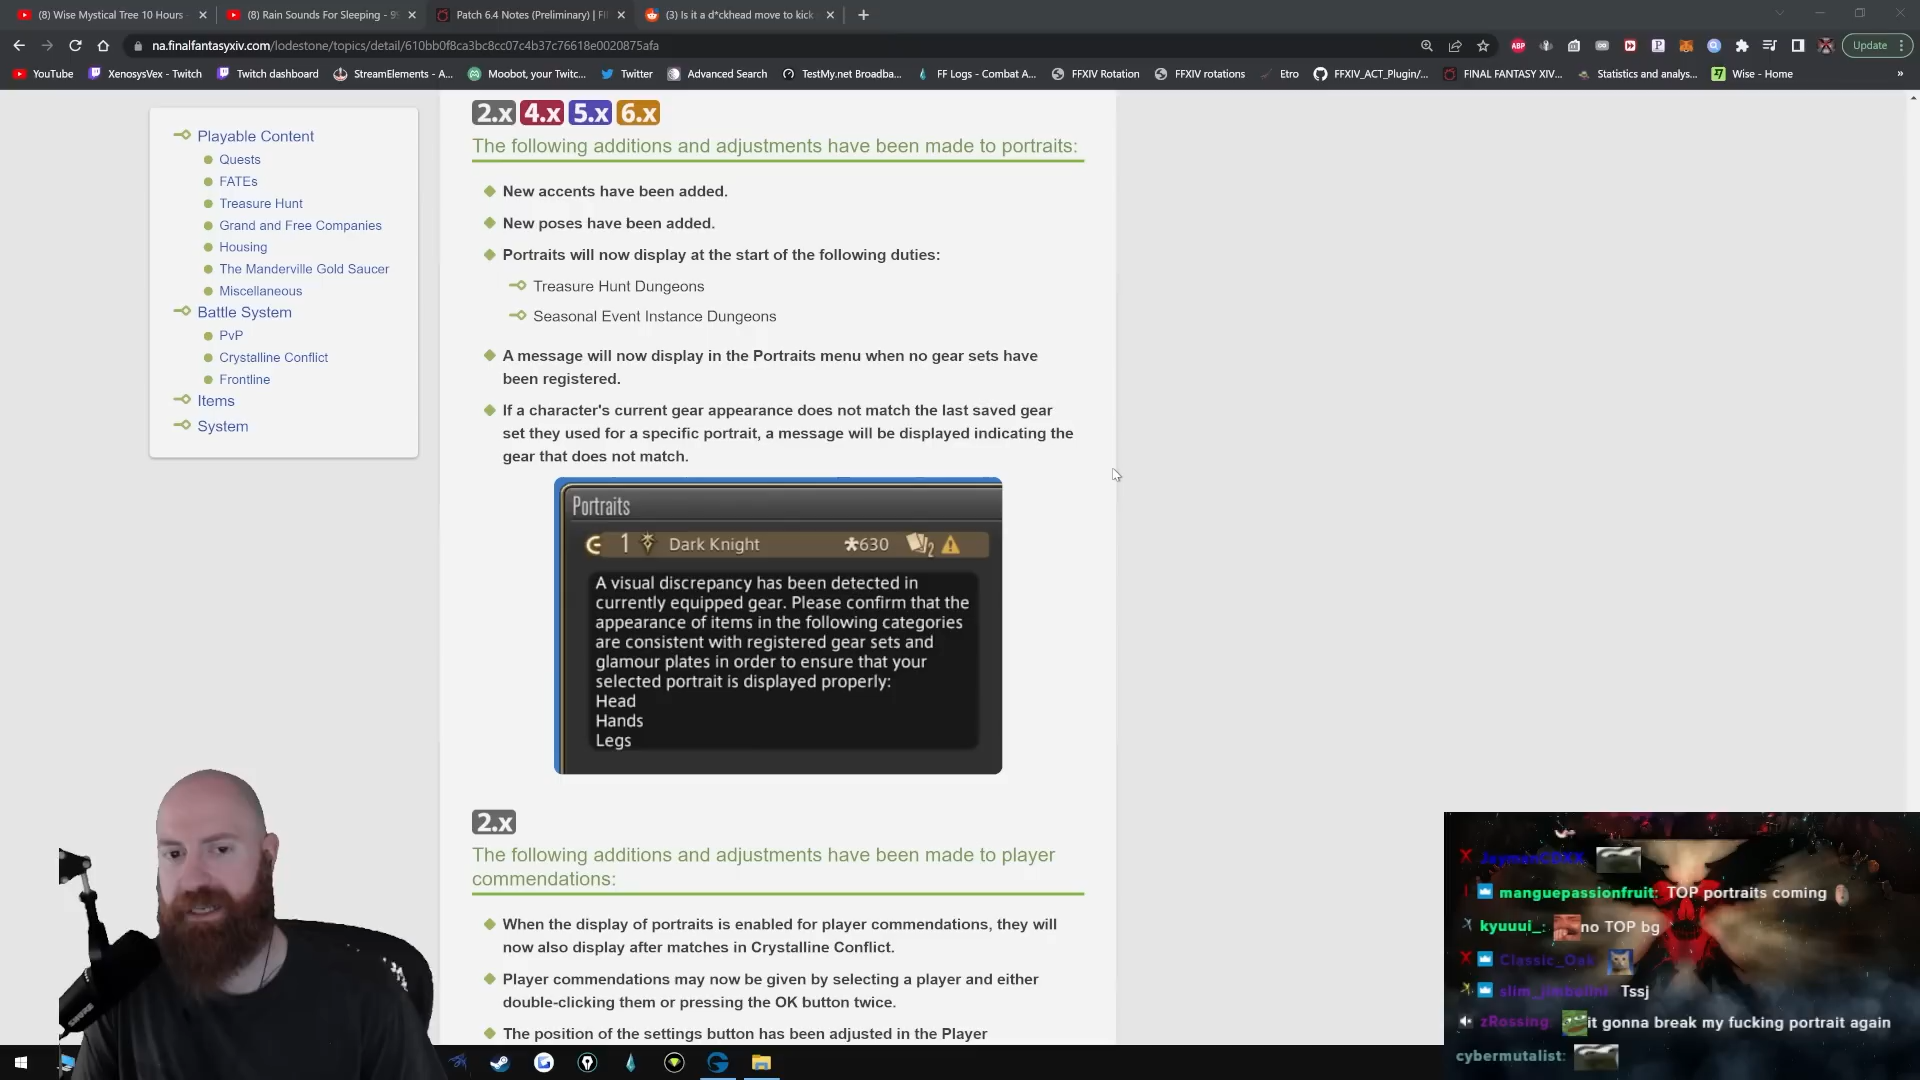 (8) Wise Mystical Tree 10 Hours
(8) Rain Sounds For Sleeping - 9
Patch 6.4 Notes (Preliminary) | FI
(3) Is it a d*ckhead move to kick
na.finalfantasyxiv.com/lodestone/topics/detail/610bb0f8ca3bc8cc07c4b37c76618e0020875afa
ABP
Update
YouTube
XenosysVex - Twitch
Twitch dashboard
StreamElements - A...
Moobot, your Twitc...
Twitter
Advanced Search
TestMy.net Broadba...
FF Logs - Combat A...
FFXIV Rotation
FFXIV rotations
Etro
FFXIV_ACT_Plugin/...
FINAL FANTASY XIV...
Statistics and analys...
Wise - Home
»
Playable Content
Quests
FATEs
Treasure Hunt
Grand and Free Companies
Housing
The Manderville Gold Saucer
Miscellaneous
Battle System
PvP
Crystalline Conflict
Frontline
Items
System
2.x 4.x 5.x 6.x
The following additions and adjustments have been made to portraits:
New accents have been added.
New poses have been added.
Portraits will now display at the start of the following duties:
Treasure Hunt Dungeons
Seasonal Event Instance Dungeons
A message will now display in the Portraits menu when no gear sets have
been registered.
If a character's current gear appearance does not match the last saved gear
set they used for a specific portrait, a message will be displayed indicating the
gear that does not match.
Portraits
1 Dark Knight 630 2
A visual discrepancy has been detected in
currently equipped gear. Please confirm that the
appearance of items in the following categories
are consistent with registered gear sets and
glamour plates in order to ensure that your
selected portrait is displayed properly:
Head
Hands
Legs
2.x
The following additions and adjustments have been made to player
commendations:
When the display of portraits is enabled for player commendations, they will
now also display after matches in Crystalline Conflict.
Player commendations may now be given by selecting a player and either
double-clicking them or pressing the OK button twice.
The position of the settings button has been adjusted in the Player
manguepassionfruit: TOP portraits coming
kyuuui_: no TOP bg
Classic_Oak
slim_jimbolini: Tssj
zRossing: it gonna break my fucking portrait again
cybermutalist: